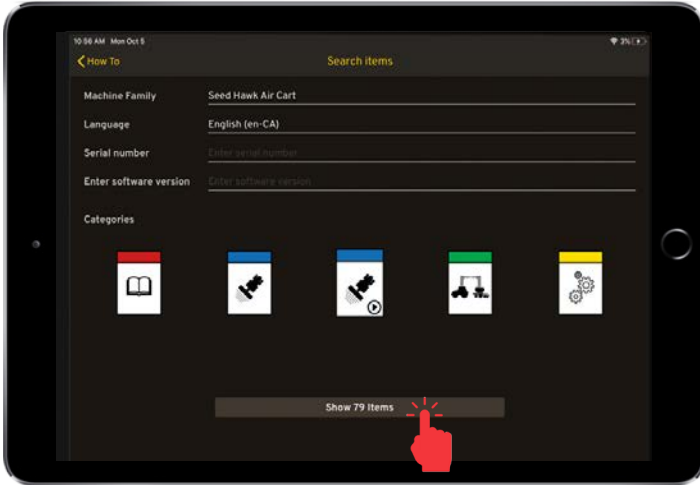 10:56 AM Mon Oct 5
3%
How To
Search items
Machine Family Seed Hawk Air Cart
Language English (en-CA)
Serial number Enter serial number
Enter software version Enter software version
Categories
Show 79 Items